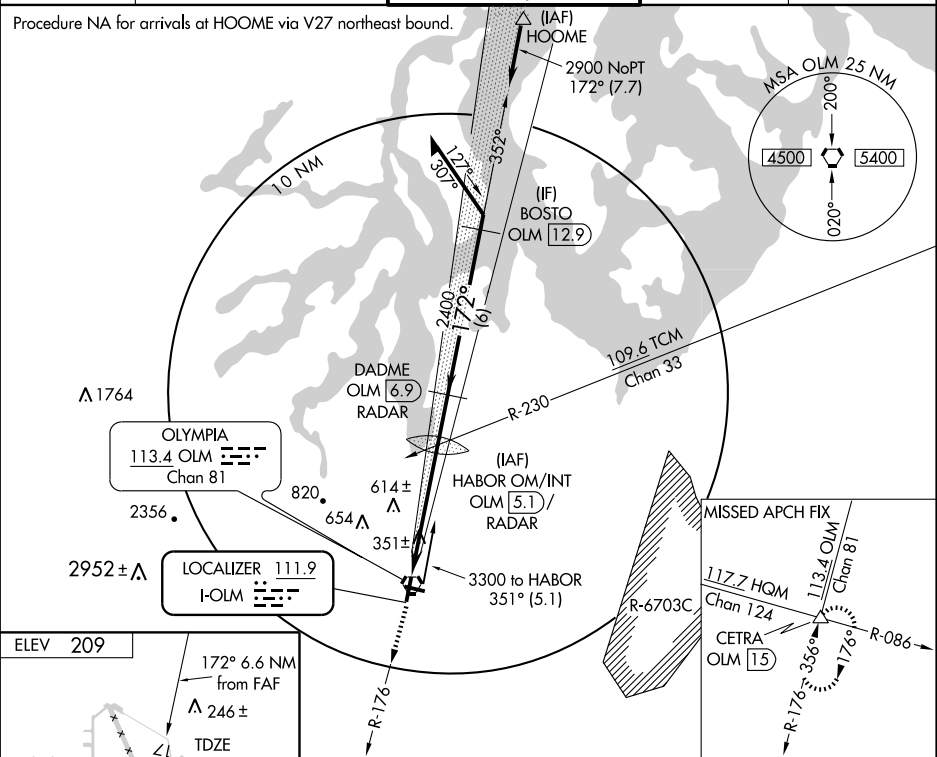 Procedure NA for arrivals at HOOME via V27 northeast bound.
(IAF)
HOOME
2900 NoPT
172° (7.7)
352°
MSA OLM 25 NM
200°
4500
5400
020°
10 NM
127°
307°
(IF)
BOSTO
OLM 12.9
2400
172°
(6)
109.6 TCM
Chan 33
R-230
DADME
OLM 6.9
RADAR
1764
OLYMPIA
113.4 OLM
Chan 81
(IAF)
HABOR OM/INT
OLM 5.1 /
RADAR
614±
820
654
2356
351±
2952±
LOCALIZER 111.9
I-OLM
3300 to HABOR
351° (5.1)
R-6703C
R-176
MISSED APCH FIX
113.4 OLM
Chan 81
117.7 HQM
Chan 124
CETRA
OLM 15
R-086
356°
176°
R-176
ELEV 209
172° 6.6 NM
from FAF
246±
TDZE